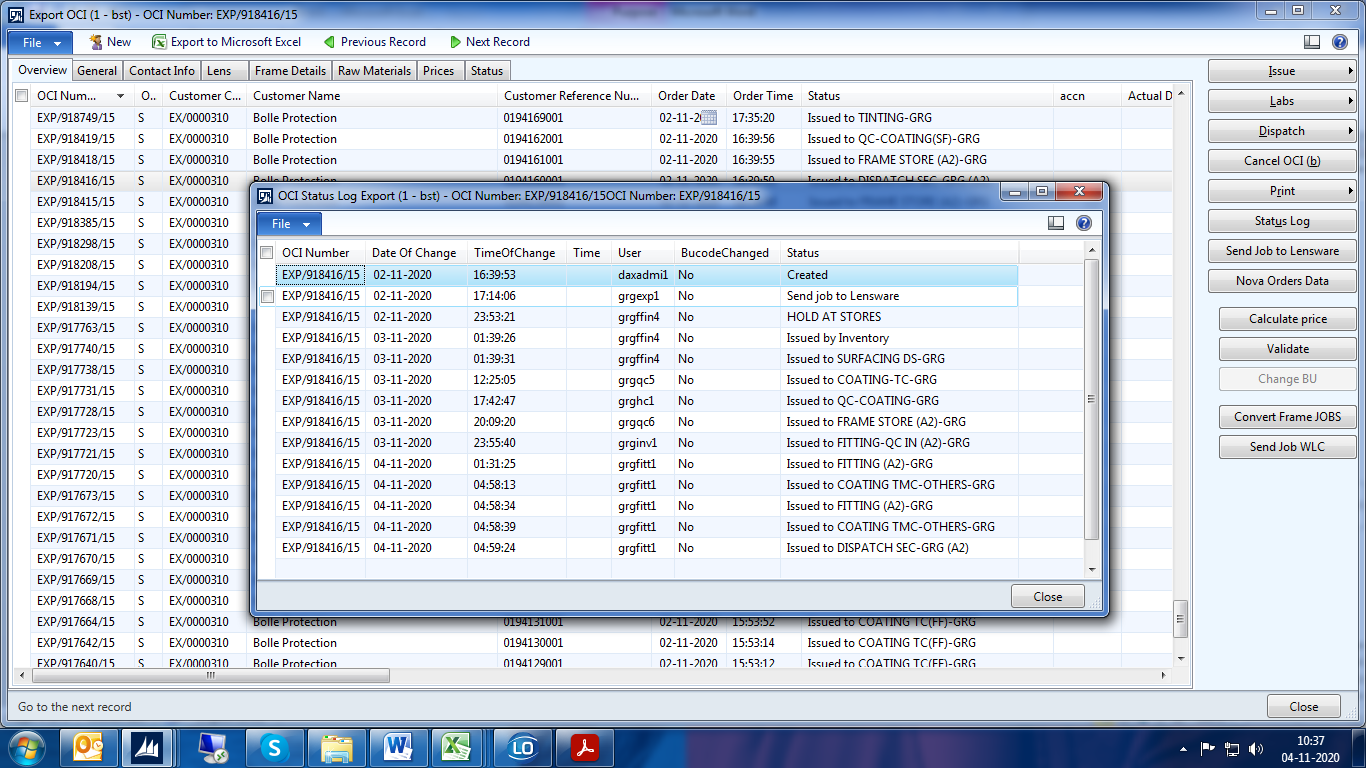 Export OCI (1 - bst) - OCI Number: EXP/918416/15
File New Export to Microsoft Excel Previous Record Next Record
Overview General Contact Info Lens Frame Details Raw Materials Prices Status
OCI Num... O.. Customer C... Customer Name Customer Reference Nu... Order Date Order Time Status accn Actual D
EXP/918749/15 S EX/0000310 Bolle Protection 0194169001 02-11-2( 17:35:20 Issued to TINTING-GRG
EXP/918419/15 S EX/0000310 Bolle Protection 0194162001 02-11-2020 16:39:56 Issued to QC-COATING(SF)-GRG
EXP/918418/15 S EX/0000310 Bolle Protection 0194161001 02-11-2020 16:39:55 Issued to FRAME STORE (A2)-GRG
EXP/918416/15 S EX/0000310 Bolle Protection 0194160001 02-11-2020 16:39:50 Issued to DISPATCH SEC-GRG (A2)
EXP/918415/15 S EX/0000310
EXP/918385/15 S EX/0000310
EXP/918298/15 S EX/0000310
EXP/918208/15 S EX/0000310
EXP/918194/15 S EX/0000310
EXP/918139/15 S EX/0000310
EXP/917763/15 S EX/0000310
EXP/917740/15 S EX/0000310
EXP/917738/15 S EX/0000310
EXP/917731/15 S EX/0000310
EXP/917728/15 S EX/0000310
EXP/917723/15 S EX/0000310
EXP/917721/15 S EX/0000310
EXP/917720/15 S EX/0000310
EXP/917673/15 S EX/0000310
EXP/917672/15 S EX/0000310
EXP/917671/15 S EX/0000310
EXP/917670/15 S EX/0000310
EXP/917669/15 S EX/0000310
EXP/917668/15 S EX/0000310
EXP/917664/15 S EX/0000310 Bolle Protection 0194131001 02-11-2020 15:53:52 Issued to COATING TC(FF)-GRG
EXP/917642/15 S EX/0000310 Bolle Protection 0194130001 02-11-2020 15:53:14 Issued to COATING TC(FF)-GRG
EXP/917640/15 S EX/0000310 Bolle Protection 0194129001 02-11-2020 15:53:12 Issued to COATING TC(FF)-GRG
OCI Status Log Export (1 - bst) - OCI Number: EXP/918416/15OCI Number: EXP/918416/15
File
OCI Number Date Of Change TimeOfChange Time User BucodeChanged Status
EXP/918416/15 02-11-2020 16:39:53 daxadmi1 No Created
EXP/918416/15 02-11-2020 17:14:06 grgexp1 No Send job to Lensware
EXP/918416/15 02-11-2020 23:53:21 grgffin4 No HOLD AT STORES
EXP/918416/15 03-11-2020 01:39:26 grgffin4 No Issued by Inventory
EXP/918416/15 03-11-2020 01:39:31 grgffin4 No Issued to SURFACING DS-GRG
EXP/918416/15 03-11-2020 12:25:05 grgqc5 No Issued to COATING-TC-GRG
EXP/918416/15 03-11-2020 17:42:47 grghc1 No Issued to QC-COATING-GRG
EXP/918416/15 03-11-2020 20:09:20 grgqc6 No Issued to FRAME STORE (A2)-GRG
EXP/918416/15 03-11-2020 23:55:40 grginv1 No Issued to FITTING-QC IN (A2)-GRG
EXP/918416/15 04-11-2020 01:31:25 grgfitt1 No Issued to FITTING (A2)-GRG
EXP/918416/15 04-11-2020 04:58:13 grgfitt1 No Issued to COATING TMC-OTHERS-GRG
EXP/918416/15 04-11-2020 04:58:34 grgfitt1 No Issued to FITTING (A2)-GRG
EXP/918416/15 04-11-2020 04:58:39 grgfitt1 No Issued to COATING TMC-OTHERS-GRG
EXP/918416/15 04-11-2020 04:59:24 grgfitt1 No Issued to DISPATCH SEC-GRG (A2)
Close
Issue
Labs
Dispatch
Cancel OCI (b)
Print
Status Log
Send Job to Lensware
Nova Orders Data
Calculate price
Validate
Change BU
Convert Frame JOBS
Send Job WLC
Go to the next record
Close
LO
10:37
04-11-2020